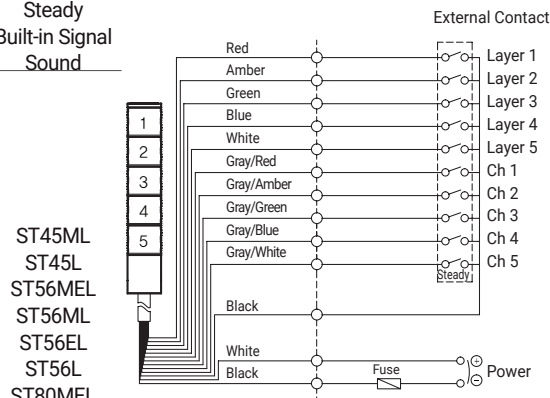 Steady
Built-in Signal
Sound
External Contact
Red
Layer 1
Amber
Layer 2
Green
Layer 3
Blue
Layer 4
White
Layer 5
Gray/Red
Ch 1
Gray/Amber
Ch 2
Gray/Green
Ch 3
Gray/Blue
Ch 4
Gray/White
Ch 5
Steady
1
2
3
4
5
ST45ML
ST45L
ST56MEL
ST56ML
ST56EL
ST56L
ST80MEL
Black
White
Black
Fuse
+
-
Power